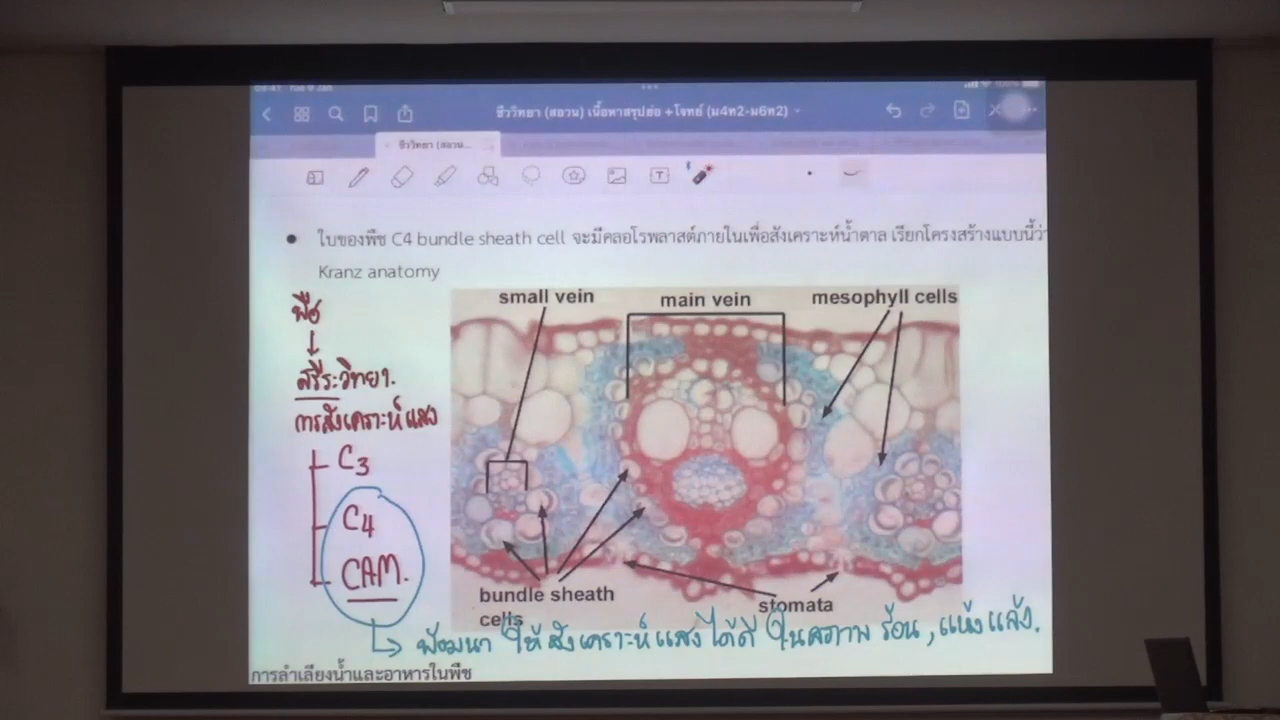 ชีววิทยา (สอวน) เนื้อหาสรุปย่อ +โจทย์ (ม4ท2-ม6ท2)
ชีววิทยา (สอวน...
ใบของพืช C4 bundle sheath cell จะมีคลอโรพลาสต์ภายในเพื่อสังเคราะห์น้ำตาล เรียกโครงสร้างแบบนี้ว่า
Kranz anatomy
small vein
main vein
mesophyll cells
พืช
สรีระวิทยา.
การสังเคราะห์แสง
C3
C4
CAM.
bundle sheath
cells
stomata
พัฒนา ให้สังเคราะห์แสงได้ดี ในสภาพ ร้อน, แห้งแล้ง.
การลำเลียงน้ำและอาหารในพืช